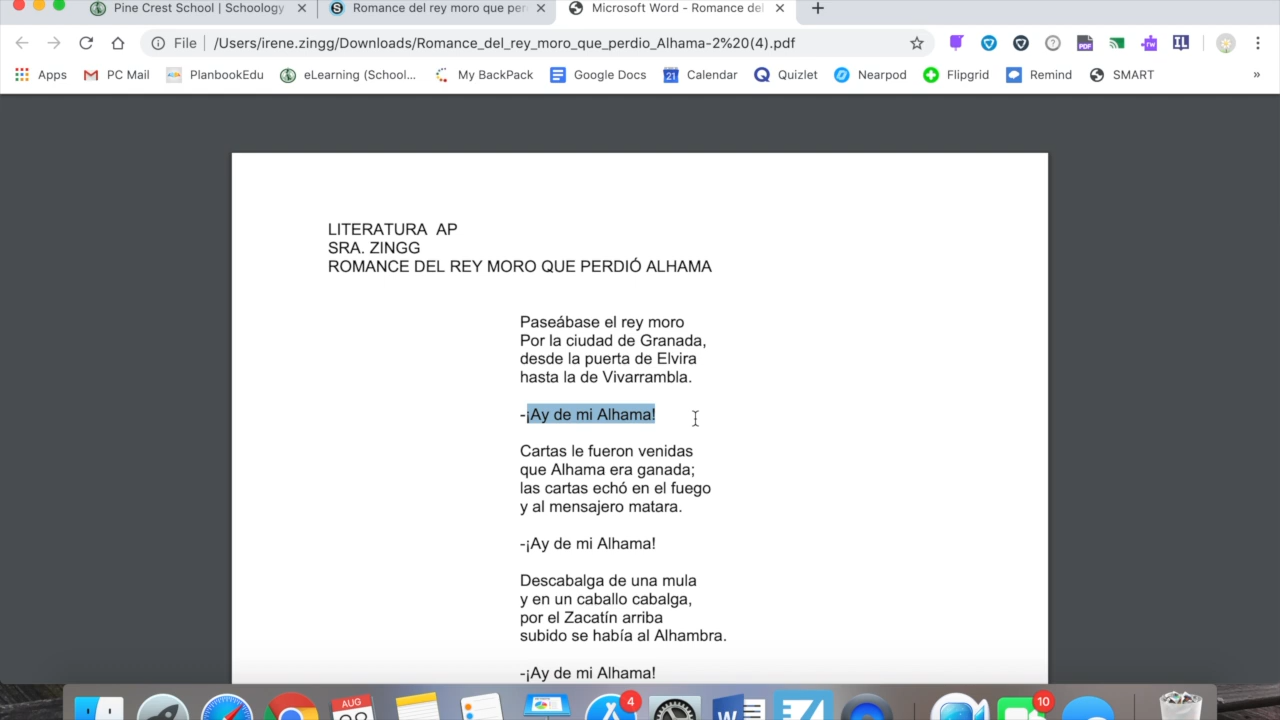 Pine Crest School | Schoology
Romance del rey moro que per
Microsoft Word - Romance del
File
/Users/irene.zingg/Downloads/Romance_del_rey_moro_que_perdio_Alhama-2%20(4).pdf
Apps
PC Mail
PlanbookEdu
eLearning (School...
My BackPack
Google Docs
Calendar
Quizlet
Nearpod
Flipgrid
Remind
SMART
»
LITERATURA AP
SRA. ZINGG
ROMANCE DEL REY MORO QUE PERDIÓ ALHAMA
Paseábase el rey moro
Por la ciudad de Granada,
desde la puerta de Elvira
hasta la de Vivarrambla.
-¡Ay de mi Alhama!
Cartas le fueron venidas
que Alhama era ganada;
las cartas echó en el fuego
y al mensajero matara.
-¡Ay de mi Alhama!
Descabalga de una mula
y en un caballo cabalga,
por el Zacatín arriba
subido se había al Alhambra.
-¡Ay de mi Alhama!
AUG
4
W
10